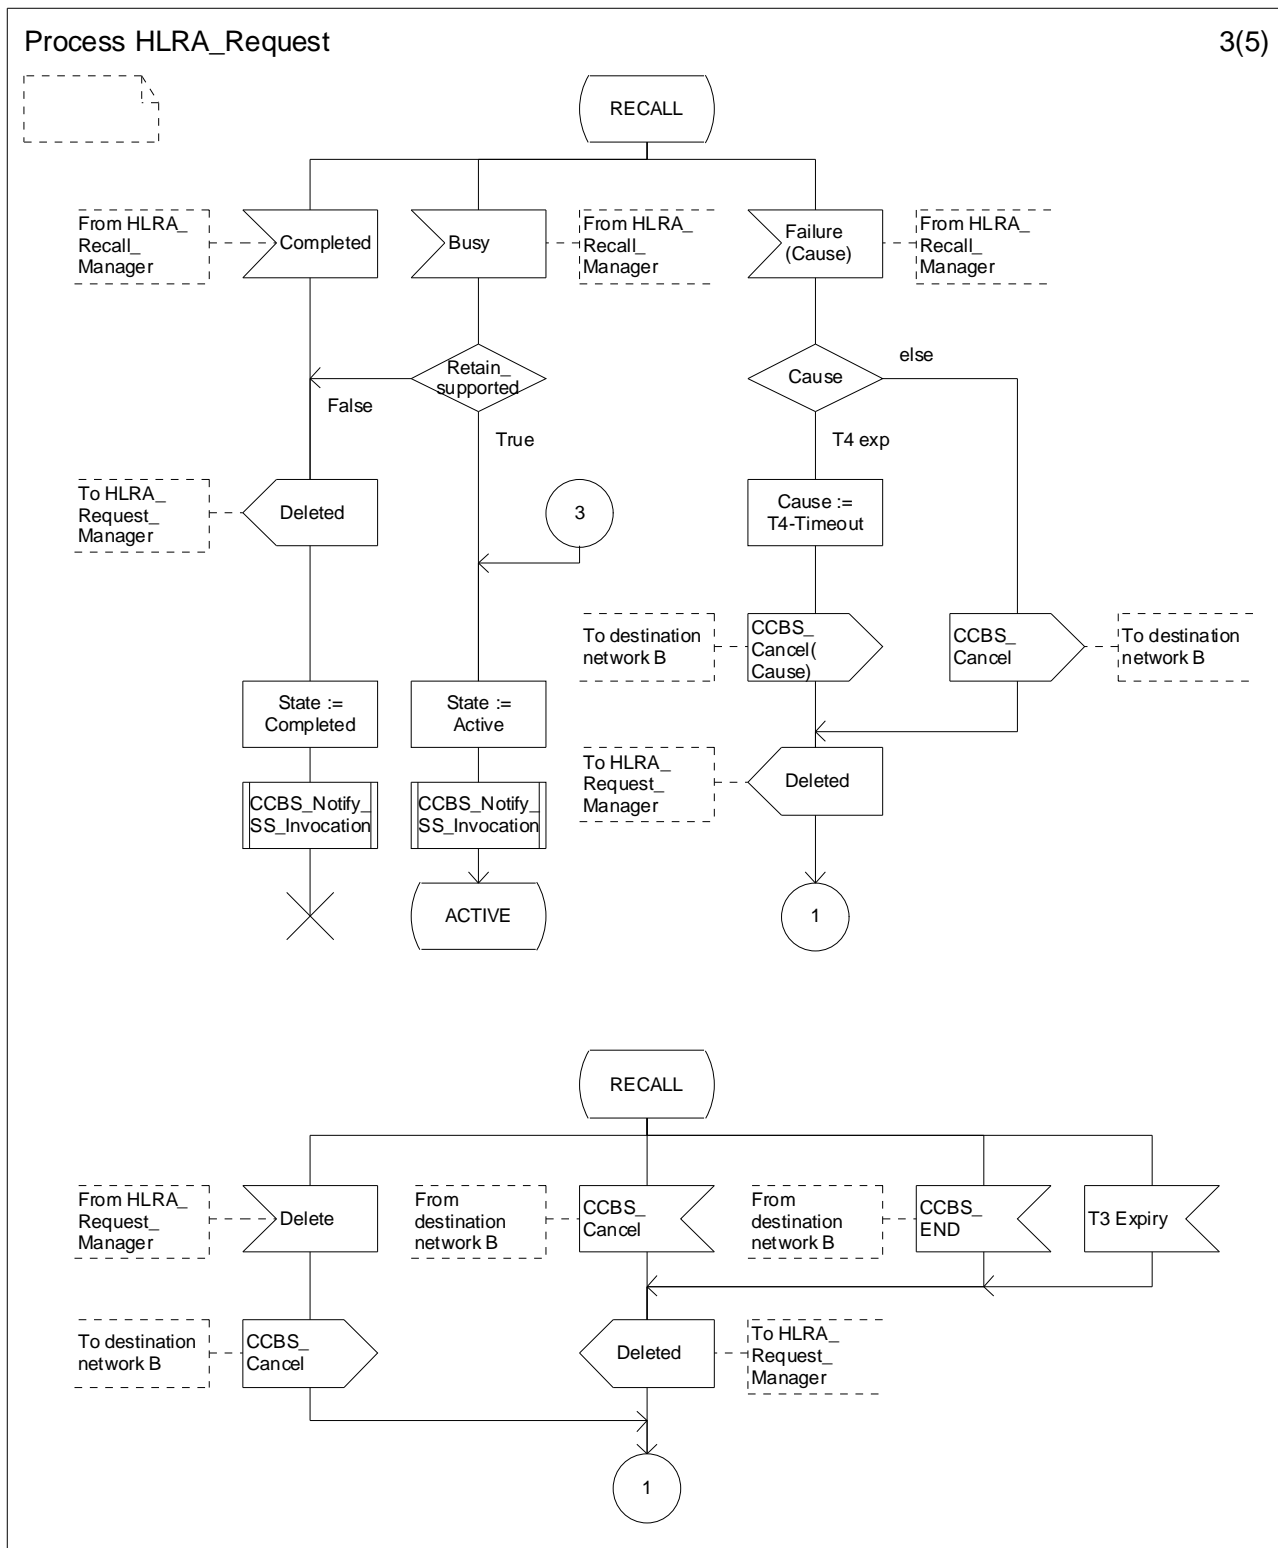 Process HLRA_Request
3(5)
RECALL
From HLRA_
Recall_
Manager
Completed
Busy
From HLRA_
Recall_
Manager
Failure
(Cause)
From HLRA_
Recall_
Manager
Retain_
supported
False
True
Cause
else
T4 exp
To HLRA_
Request_
Manager
Deleted
3
Cause :=
T4-Timeout
To destination
network B
CCBS_
Cancel(
Cause)
CCBS_
Cancel
To destination
network B
State :=
Completed
State :=
Active
To HLRA_
Request_
Manager
Deleted
CCBS_Notify_
SS_Invocation
CCBS_Notify_
SS_Invocation
ACTIVE
1
RECALL
From HLRA_
Request_
Manager
Delete
From
destination
network B
CCBS_
Cancel
From
destination
network B
CCBS_
END
T3 Expiry
To destination
network B
CCBS_
Cancel
Deleted
To HLRA_
Request_
Manager
1